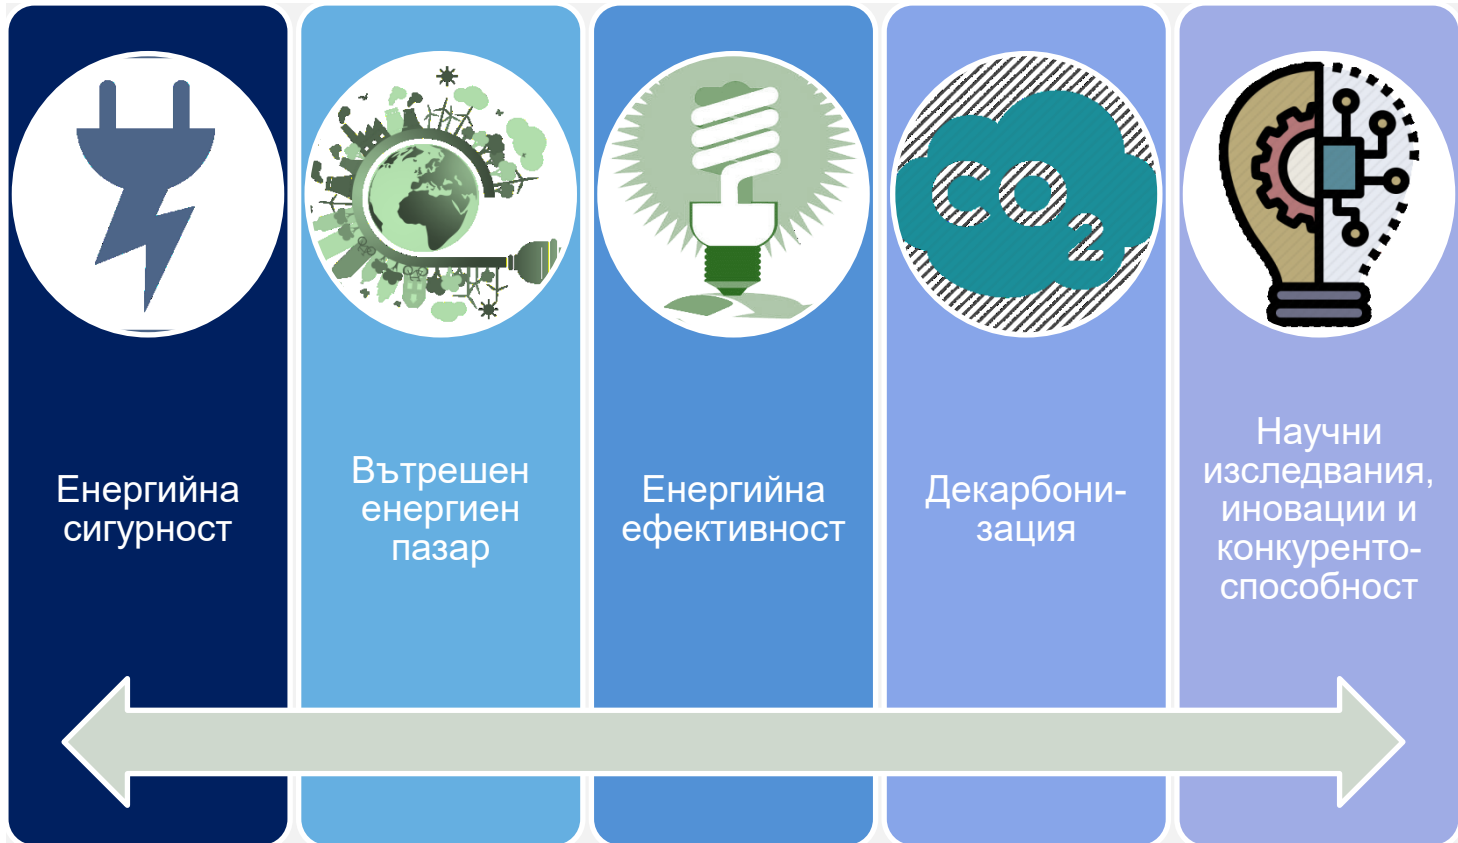 CO2
Енергийна
сигурност
Вътрешен
енергиен
пазар
Енергийна
ефективност
Декарбони-
зация
Научни
изследвания,
иновации и
конкуренто-
способност